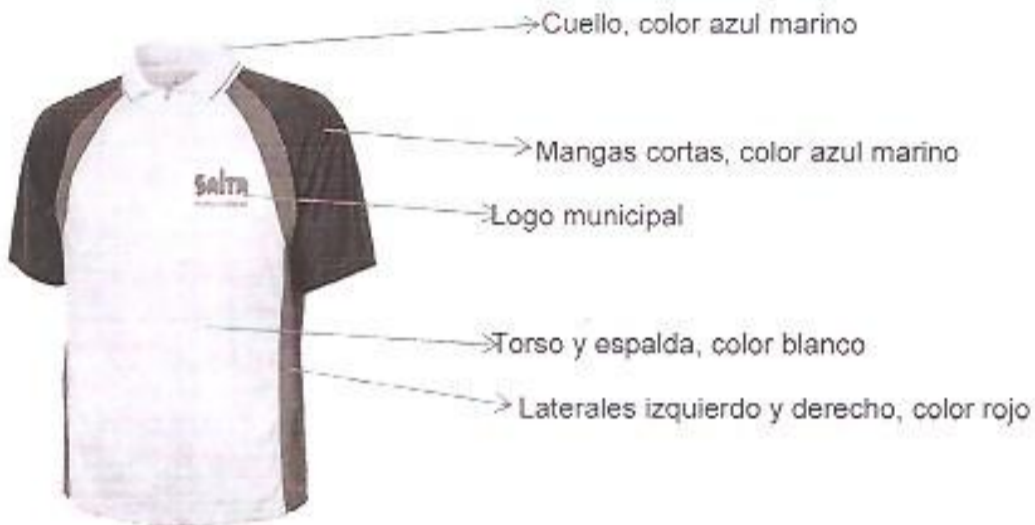 Cuello, color azul marino
Mangas cortas, color azul marino
SAlTA
Logo municipal
Torso y espalda, color blanco
Laterales izquierdo y derecho, color rojo